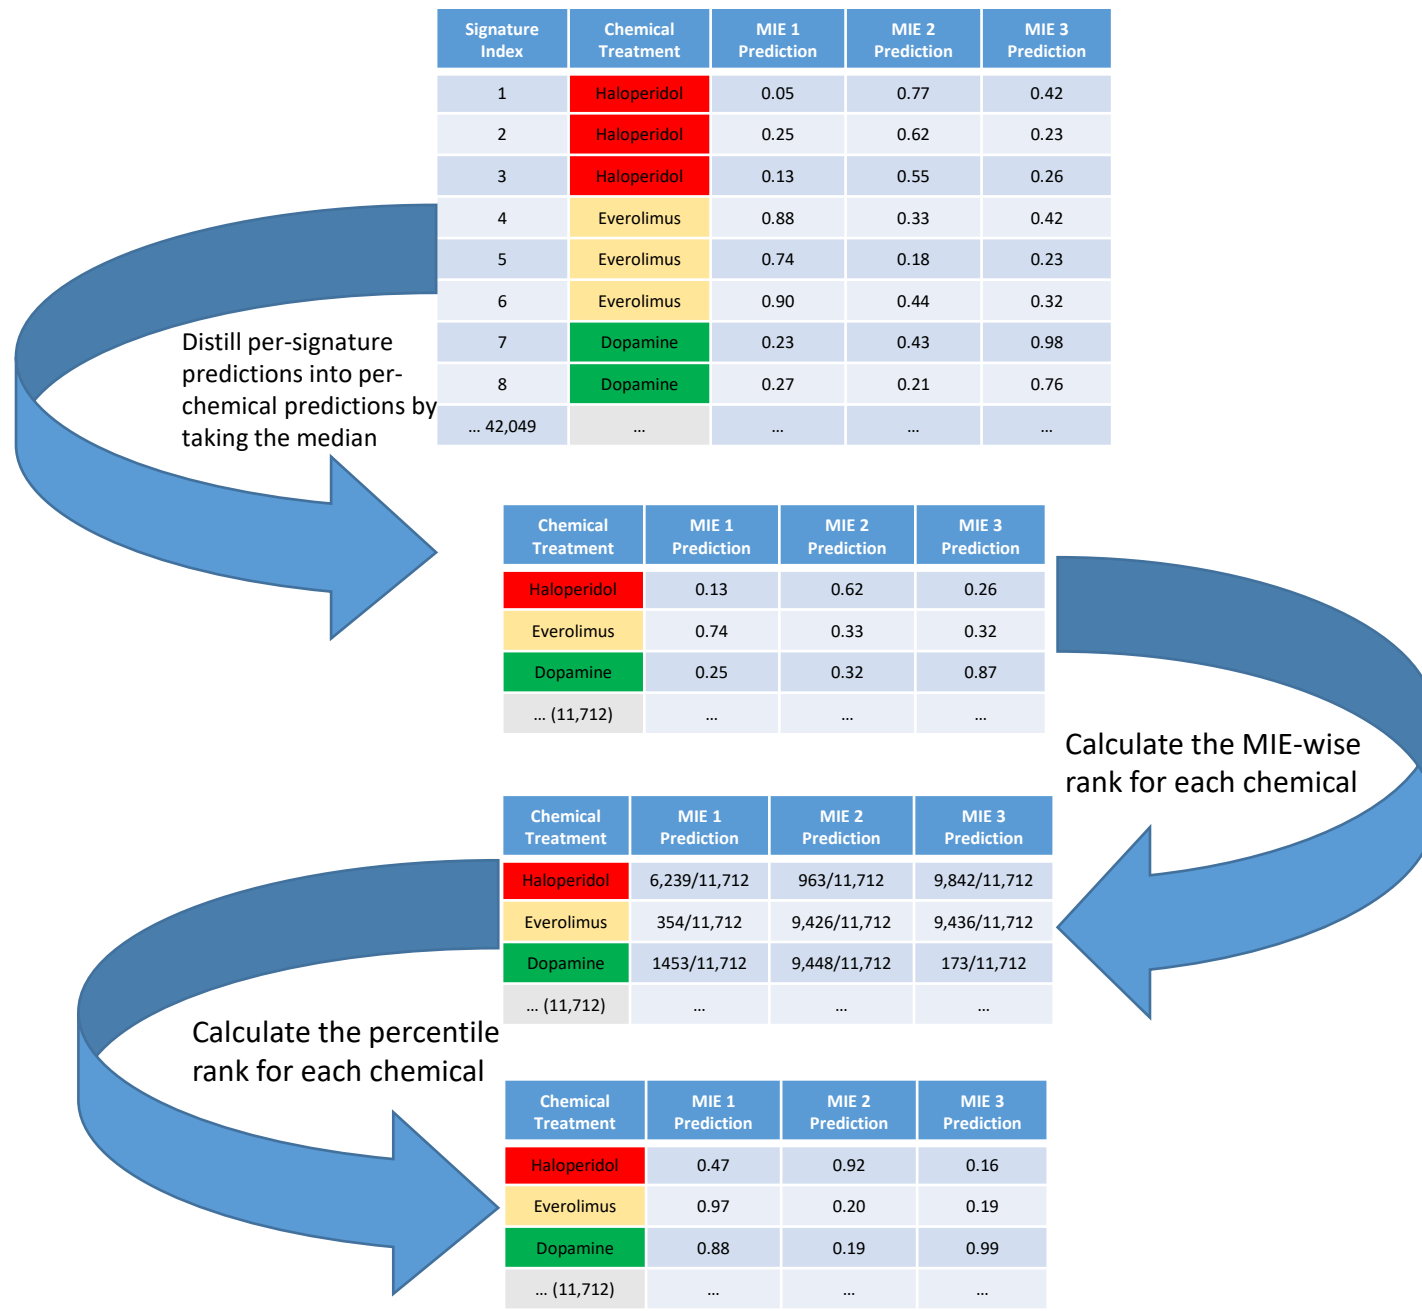 Signature Index | Chemical Treatment | MIE 1 Prediction | MIE 2 Prediction | MIE 3 Prediction
1 | Haloperidol | 0.05 | 0.77 | 0.42
2 | Haloperidol | 0.25 | 0.62 | 0.23
3 | Haloperidol | 0.13 | 0.55 | 0.26
4 | Everolimus | 0.88 | 0.33 | 0.42
5 | Everolimus | 0.74 | 0.18 | 0.23
6 | Everolimus | 0.90 | 0.44 | 0.32
7 | Dopamine | 0.23 | 0.43 | 0.98
8 | Dopamine | 0.27 | 0.21 | 0.76
... 42,049 | ... | ... | ... | ...
Distill per-signature
predictions into per-
chemical predictions by
taking the median
Chemical Treatment | MIE 1 Prediction | MIE 2 Prediction | MIE 3 Prediction
Haloperidol | 0.13 | 0.62 | 0.26
Everolimus | 0.74 | 0.33 | 0.32
Dopamine | 0.25 | 0.32 | 0.87
... (11,712) | ... | ... | ...
Calculate the MIE-wise
rank for each chemical
Chemical Treatment | MIE 1 Prediction | MIE 2 Prediction | MIE 3 Prediction
Haloperidol | 6,239/11,712 | 963/11,712 | 9,842/11,712
Everolimus | 354/11,712 | 9,426/11,712 | 9,436/11,712
Dopamine | 1453/11,712 | 9,448/11,712 | 173/11,712
... (11,712) | ... | ... | ...
Calculate the percentile
rank for each chemical
Chemical Treatment | MIE 1 Prediction | MIE 2 Prediction | MIE 3 Prediction
Haloperidol | 0.47 | 0.92 | 0.16
Everolimus | 0.97 | 0.20 | 0.19
Dopamine | 0.88 | 0.19 | 0.99
... (11,712) | ... | ... | ...